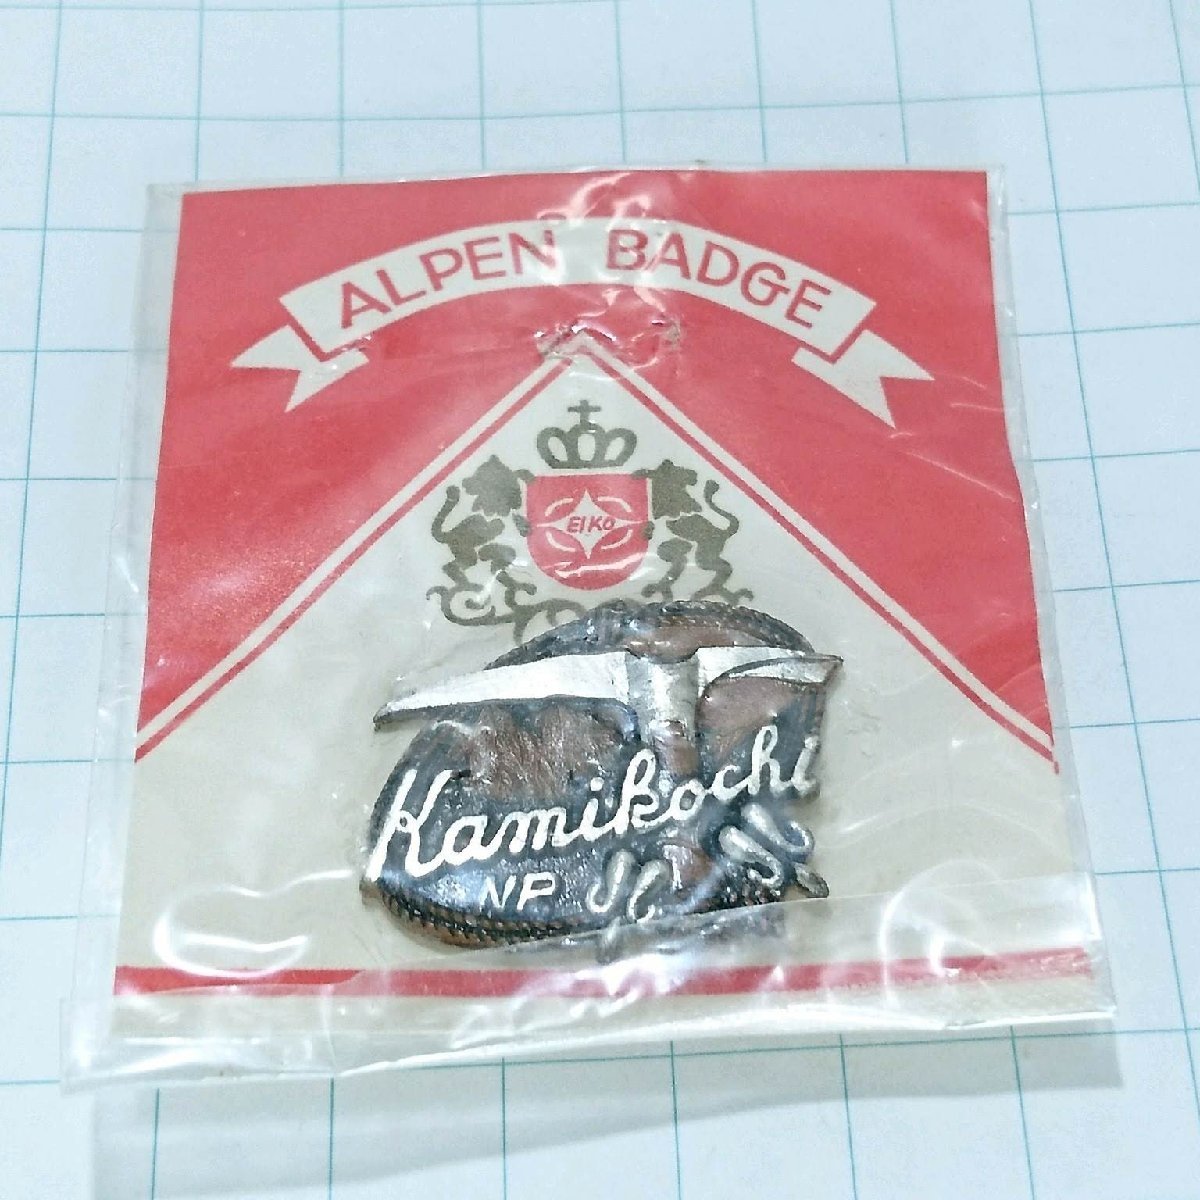 ALPEN BADGE
EIKO
Kamikochi
NP